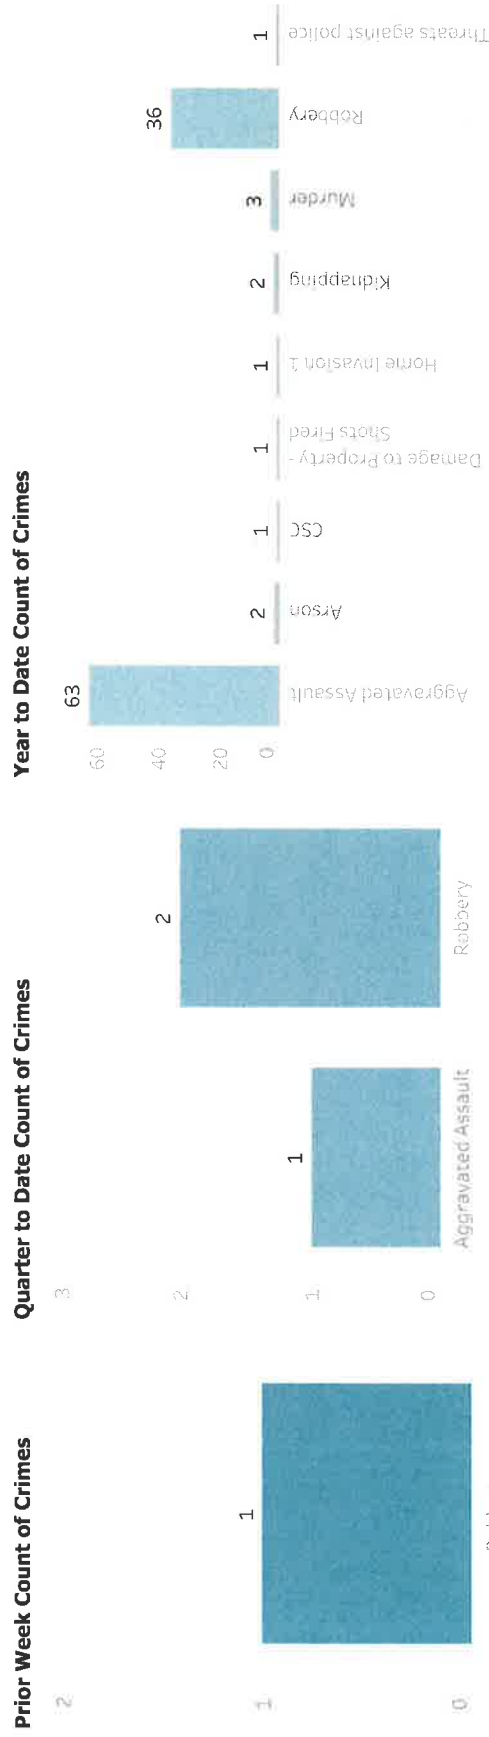 Prior Week Count of Crimes
2
1
0
1
Quarter to Date Count of Crimes
3
2
1
0
1
2
Aggravated Assault
Robbery
Year to Date Count of Crimes
60
40
20
0
63
2
1
1
1
2
3
36
1
Aggravated Assault
Arson
CSC
Damage to Property -
Shots Fired
Home Invasion 1
Kidnapping
Murder
Robbery
Threats against police